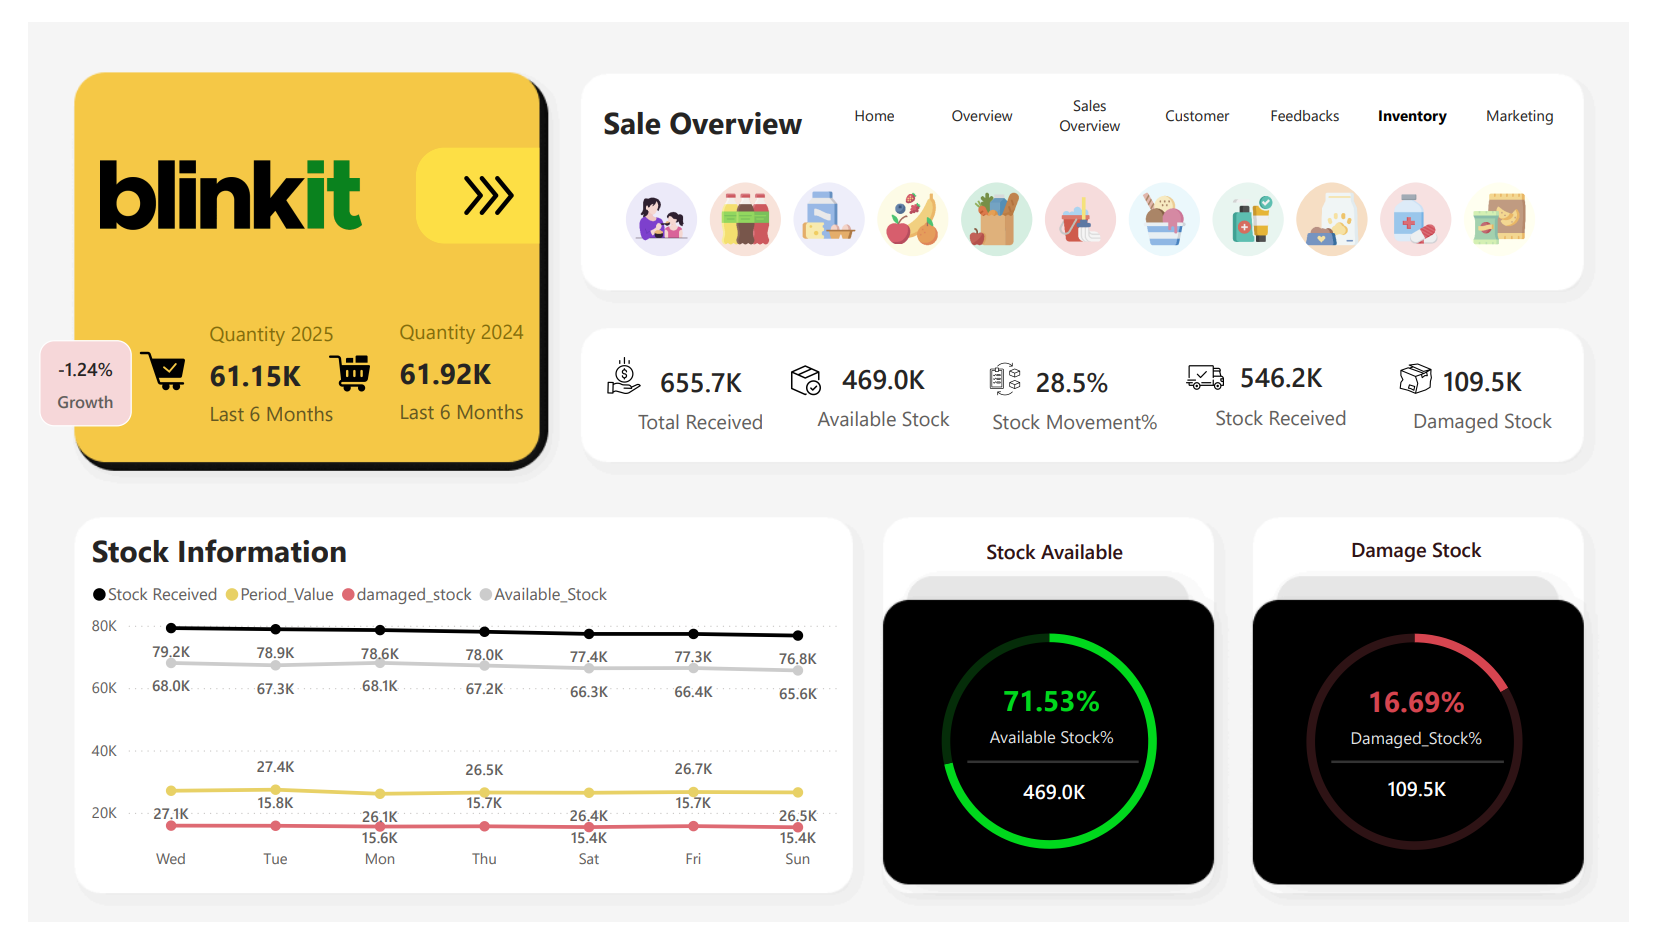 blinkit
Quantity 2025
61.15K
Last 6 Months
Quantity 2024
61.92K
Last 6 Months
-1.24%
Growth
Sale Overview
Home
Overview
Sales
Overview
Customer
Feedbacks
Inventory
Marketing
655.7K
Total Received
469.0K
Available Stock
28.5%
Stock Movement%
546.2K
Stock Received
109.5K
Damaged Stock
Stock Information
Stock Received Period_Value damaged_stock Available_Stock
80K
60K
40K
20K
79.2K 78.9K 78.6K 78.0K 77.4K 77.3K 76.8K
68.0K 67.3K 68.1K 67.2K 66.3K 66.4K 65.6K
27.1K 27.4K 26.1K 26.5K 26.4K 26.7K 26.5K
15.8K 15.6K 15.7K 15.4K 15.7K 15.4K
Wed Tue Mon Thu Sat Fri Sun
Stock Available
71.53%
Available Stock%
469.0K
Damage Stock
16.69%
Damaged_Stock%
109.5K